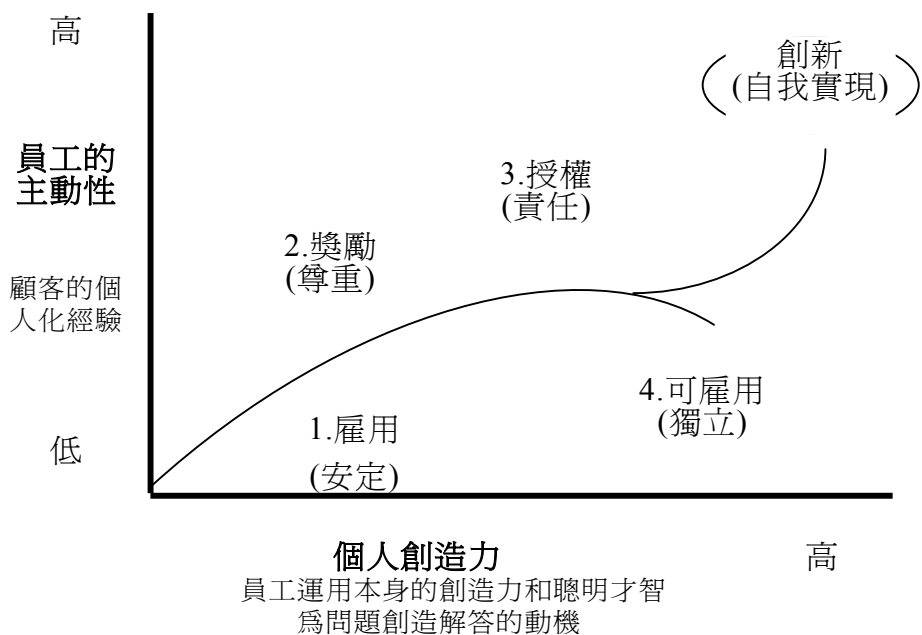 高
創新
(自我實現)
員工的
主動性
3.授權
(責任)
2.獎勵
(尊重)
顧客的個
人化經驗
4.可雇用
(獨立)
1.雇用
(安定)
低
個人創造力
高
員工運用本身的創造力和聰明才智
為問題創造解答的動機